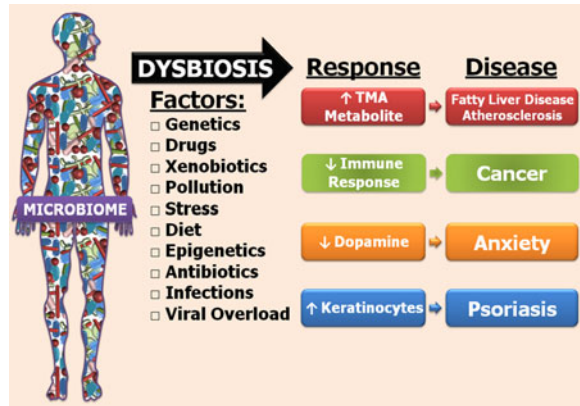 DYSBIOSIS
Factors:
□ Genetics
□ Drugs
□ Xenobiotics
□ Pollution
□ Stress
□ Diet
□ Epigenetics
□ Antibiotics
□ Infections
□ Viral Overload
MICROBIOME
Response
↑ TMA
Metabolite
↓ Immune
Response
↓ Dopamine
↑ Keratinocytes
Disease
Fatty Liver Disease
Atherosclerosis
Cancer
Anxiety
Psoriasis